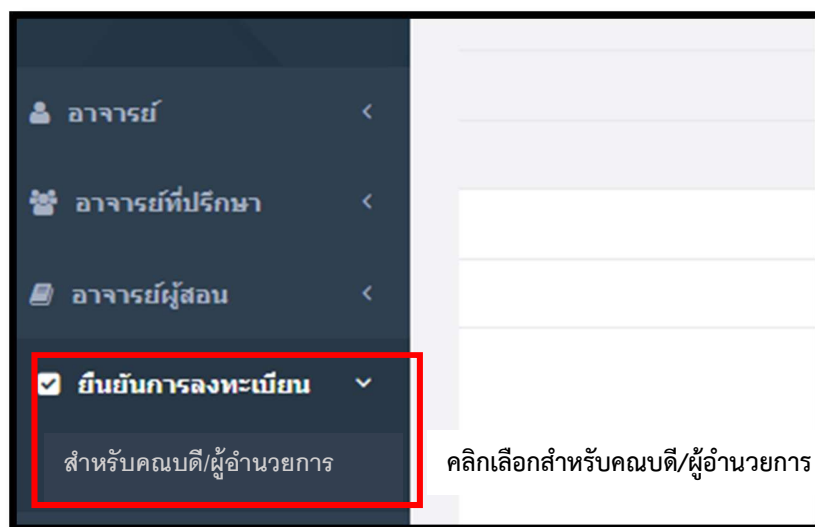 อาจารย์
อาจารย์ที่ปรึกษา
อาจารย์ผู้สอน
ยืนยันการลงทะเบียน
สำหรับคณบดี/ผู้อำนวยการ คลิกเลือกสำหรับคณบดี/ผู้อำนวยการ